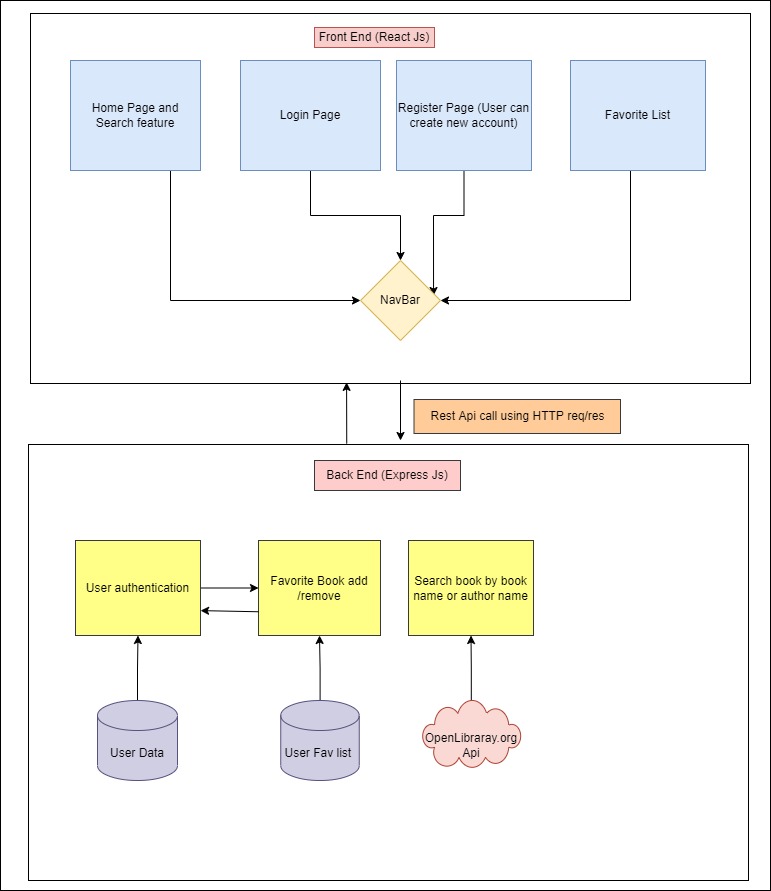 Front End (React Js)
Home Page and
Search feature
Login Page
Register Page (User can
create new account)
Favorite List
NavBar
Rest Api call using HTTP req/res
Back End (Express Js)
User authentication
Favorite Book add
/remove
Search book by book
name or author name
User Data
User Fav list
OpenLibraray.org
Api